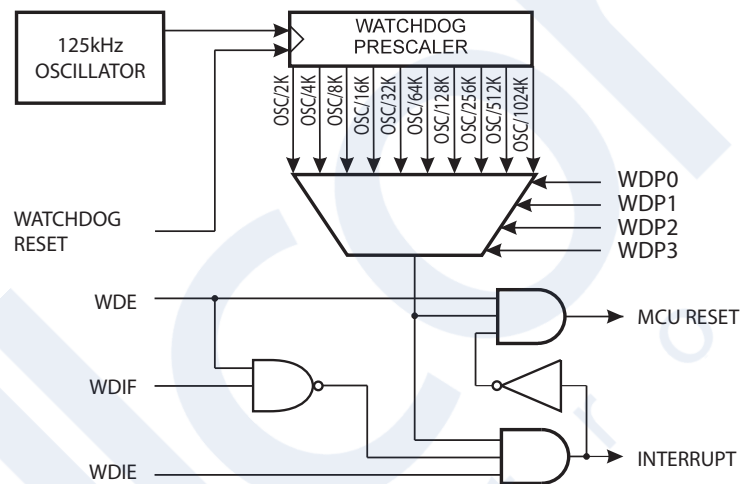 125kHz
OSCILLATOR
WATCHDOG
PRESCALER
OSC/2K
OSC/4K
OSC/8K
OSC/16K
OSC/32K
OSC/64K
OSC/128K
OSC/256K
OSC/512K
OSC/1024K
WDP0
WDP1
WDP2
WDP3
WATCHDOG
RESET
WDE
MCU RESET
WDIF
WDIE
INTERRUPT